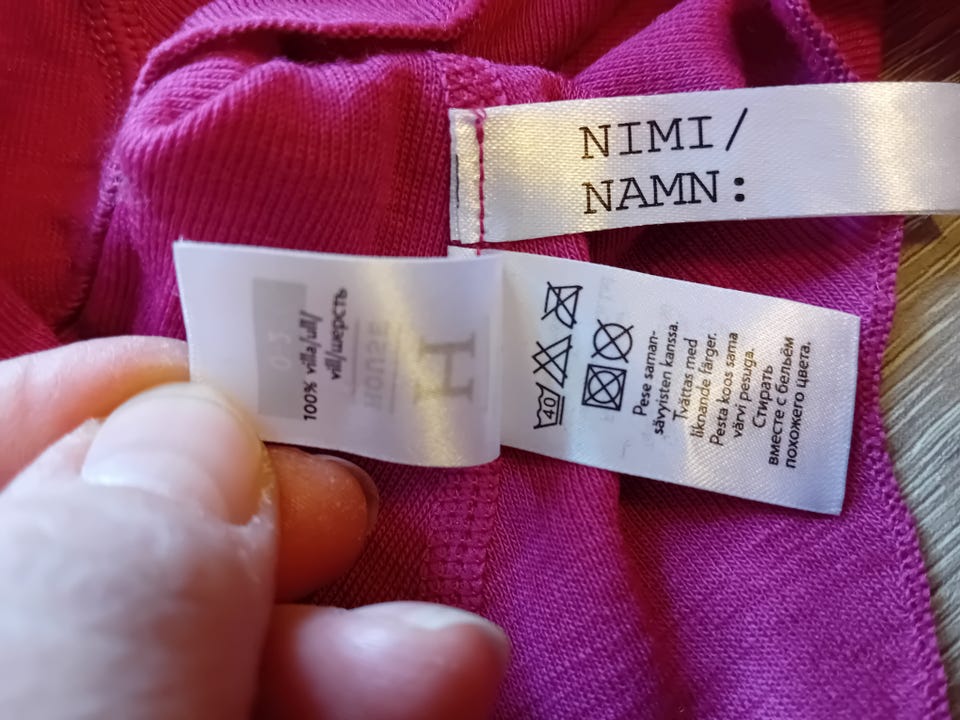 NIMI/
NAMN:
100% villa/ull/
vill/шерсть
40
Pese saman-
sävyisten kanssa.
Tvättas med
liknande färger.
Pesta koos sama
värvi pesuga.
Стирать
вместе с бельём
похожего цвета.